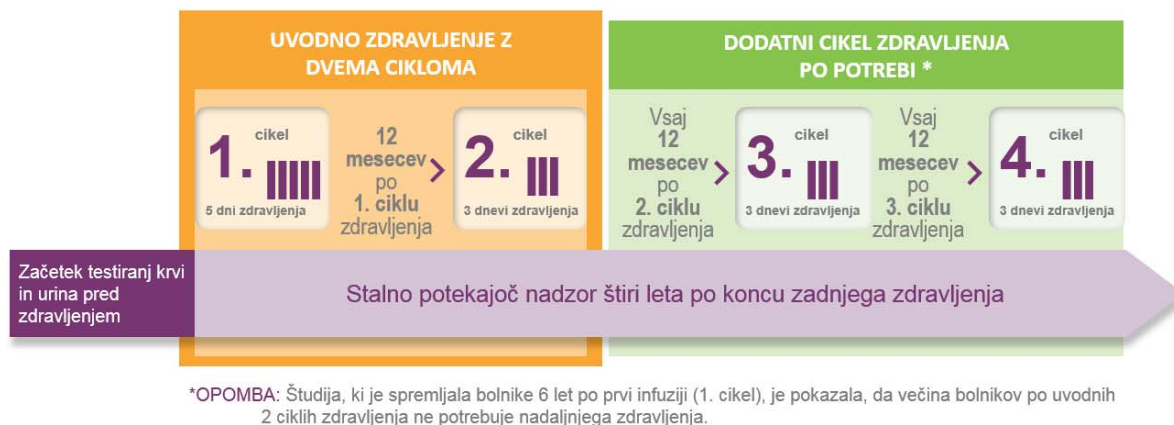 UVODNO ZDRAVLJENJE Z
DVEMA CIKLOMA
DODATNI CIKEL ZDRAVLJENJA
PO POTREBI *
1. cikel
5 dni zdravljenja
12
mesecev
po
1. ciklu
zdravljenja
2. cikel
3 dnevi zdravljenja
Vsaj
12
mesecev
po
2. ciklu
zdravljenja
3. cikel
3 dnevi zdravljenja
Vsaj
12
mesecev
po
3. ciklu
zdravljenja
4. cikel
3 dnevi zdravljenja
Začetek testiranj krvi
in urina pred
zdravljenjem
Stalno potekajoč nadzor štiri leta po koncu zadnjega zdravljenja
*OPOMBA: Študija, ki je spremljala bolnike 6 let po prvi infuziji (1. cikel), je pokazala, da večina bolnikov po uvodnih
2 ciklih zdravljenja ne potrebuje nadaljnjega zdravljenja.